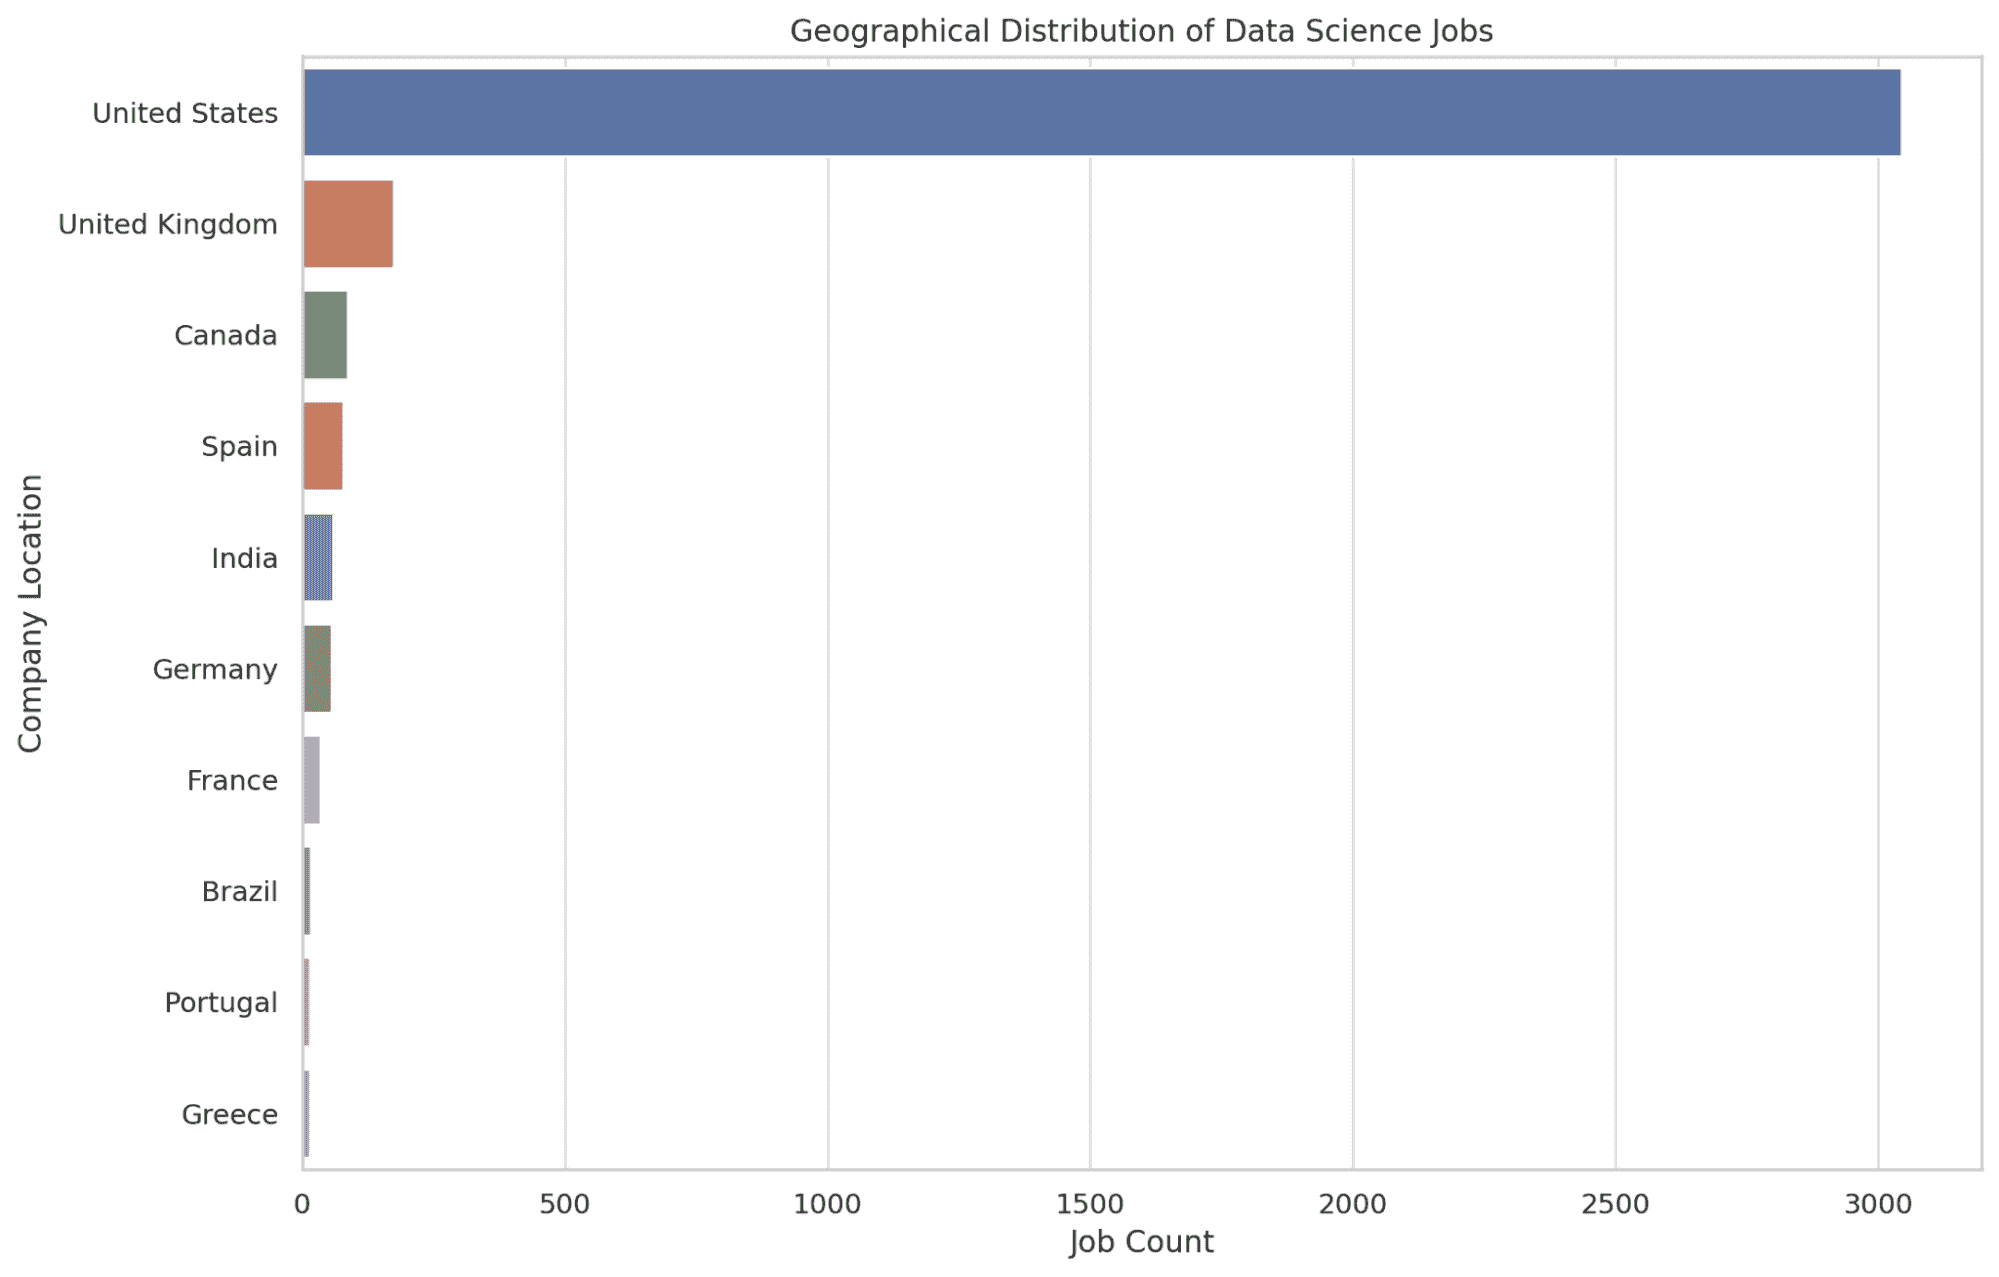 Geographical Distribution of Data Science Jobs
United States
United Kingdom
Canada
Spain
India
Germany
France
Brazil
Portugal
Greece
Company Location
0 500 1000 1500 2000 2500 3000
Job Count